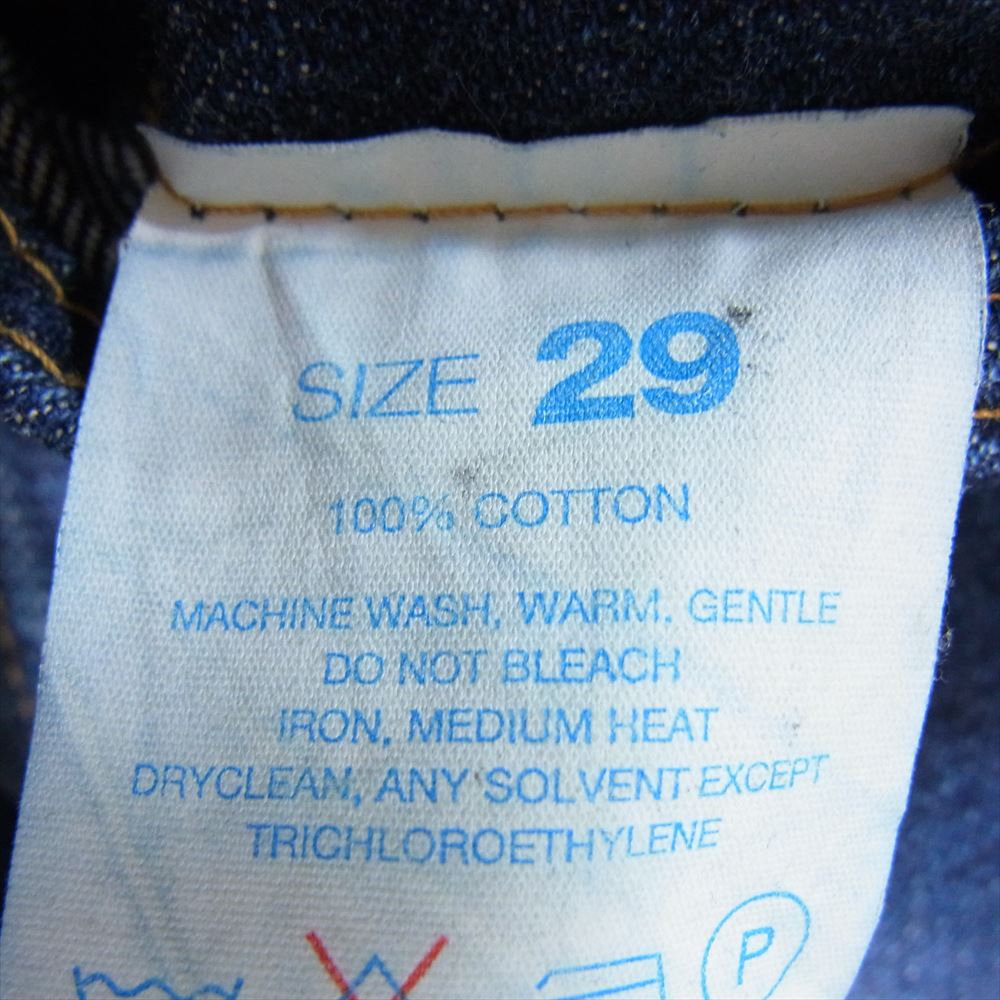 SIZE 29
100% COTTON
MACHINE WASH, WARM, GENTLE
DO NOT BLEACH
IRON, MEDIUM HEAT
DRYCLEAN, ANY SOLVENT EXCEPT
TRICHLOROETHYLENE
P